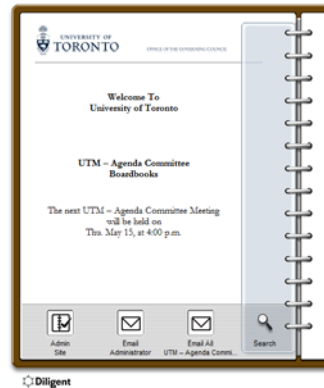 UNIVERSITY OF
TORONTO
OFFICE OF THE GOVERNING COUNCIL
Welcome To
University of Toronto
UTM – Agenda Committee
Boardbooks
The next UTM – Agenda Committee Meeting
will be held on
Thu. May 15, at 4:00 p.m.
Admin
Site
Email
Administrator
Email All
UTM – Agenda Commi...
Search
Diligent